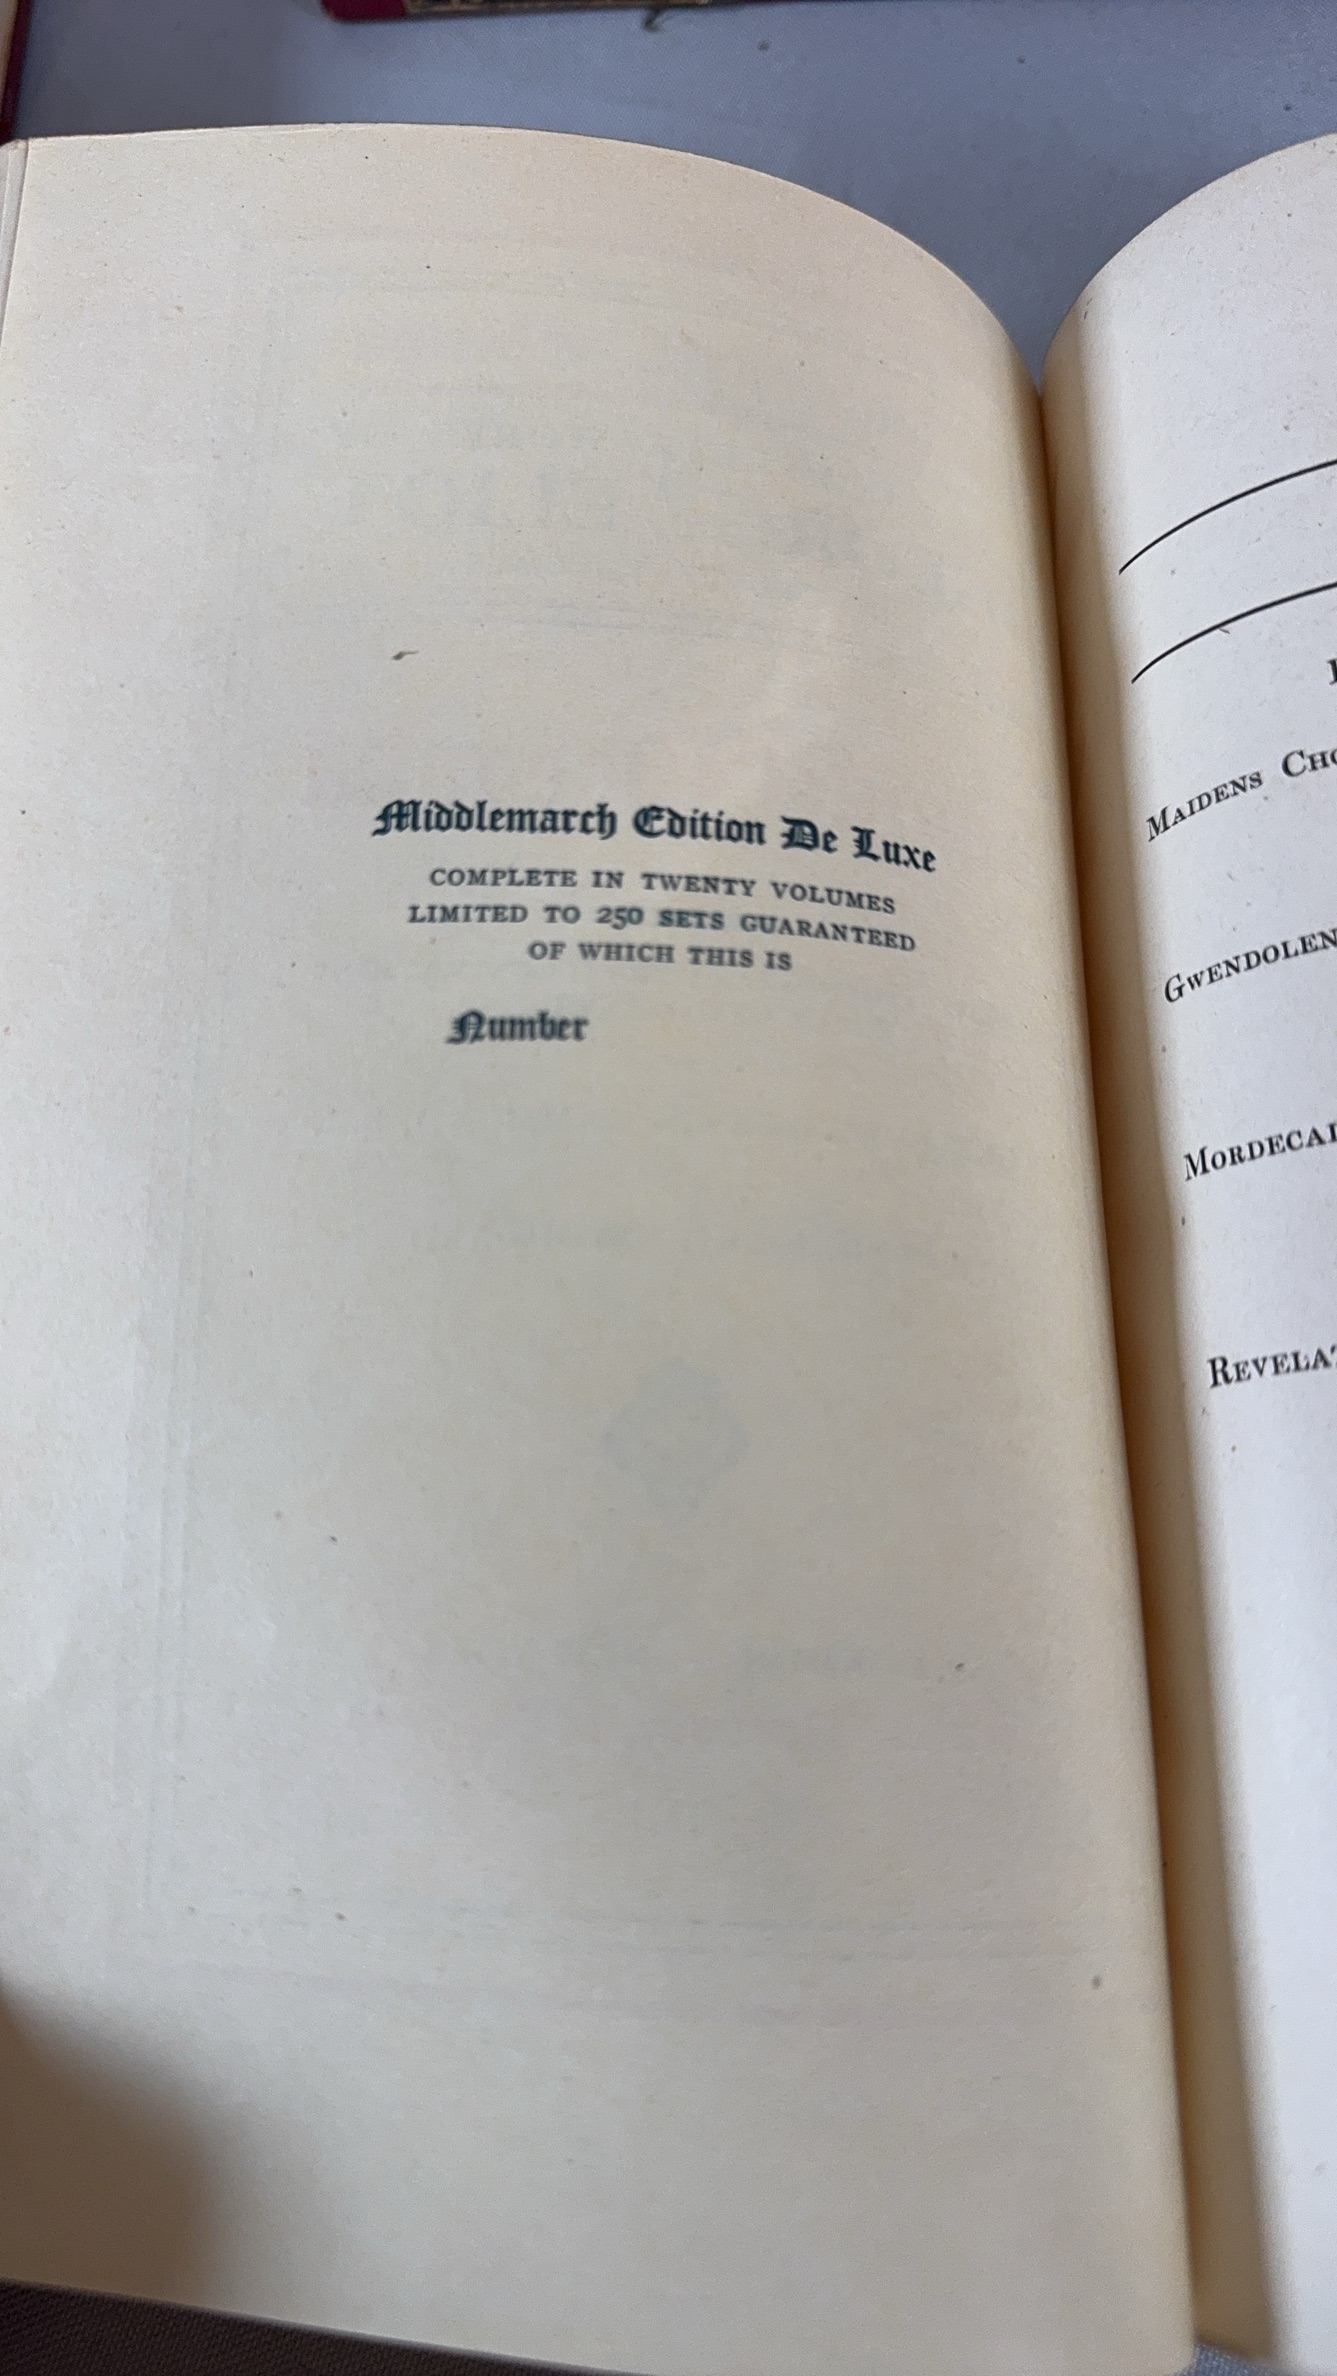 Middlemarch Edition De Luxe
COMPLETE IN TWENTY VOLUMES
LIMITED TO 250 SETS GUARANTEED
OF WHICH THIS IS
Number
MAIDENS
GWENDOLEN
MORDECAI